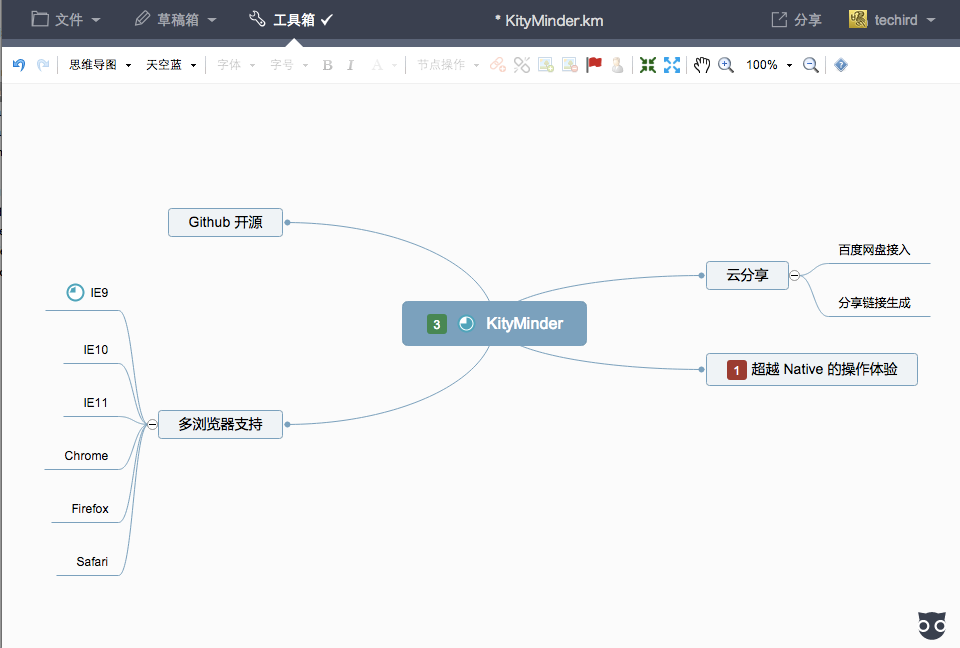 文件
草稿箱
工具箱
* KityMinder.km
分享
techird
思维导图
天空蓝
字体
字号
B
I
A
节点操作
100%
Github 开源
云分享
百度网盘接入
分享链接生成
IE9
3 KityMinder
IE10
1 超越 Native 的操作体验
IE11
多浏览器支持
Chrome
Firefox
Safari